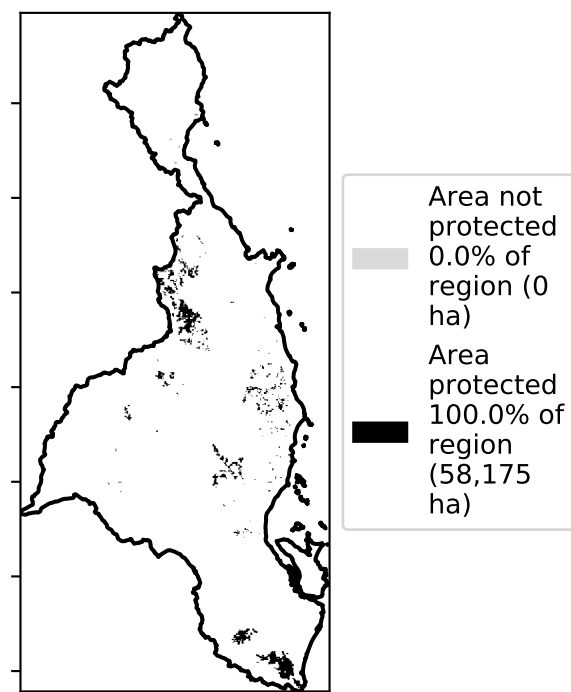 Area not
protected
0.0% of
region (0
ha)
Area
protected
100.0% of
region
(58,175
ha)